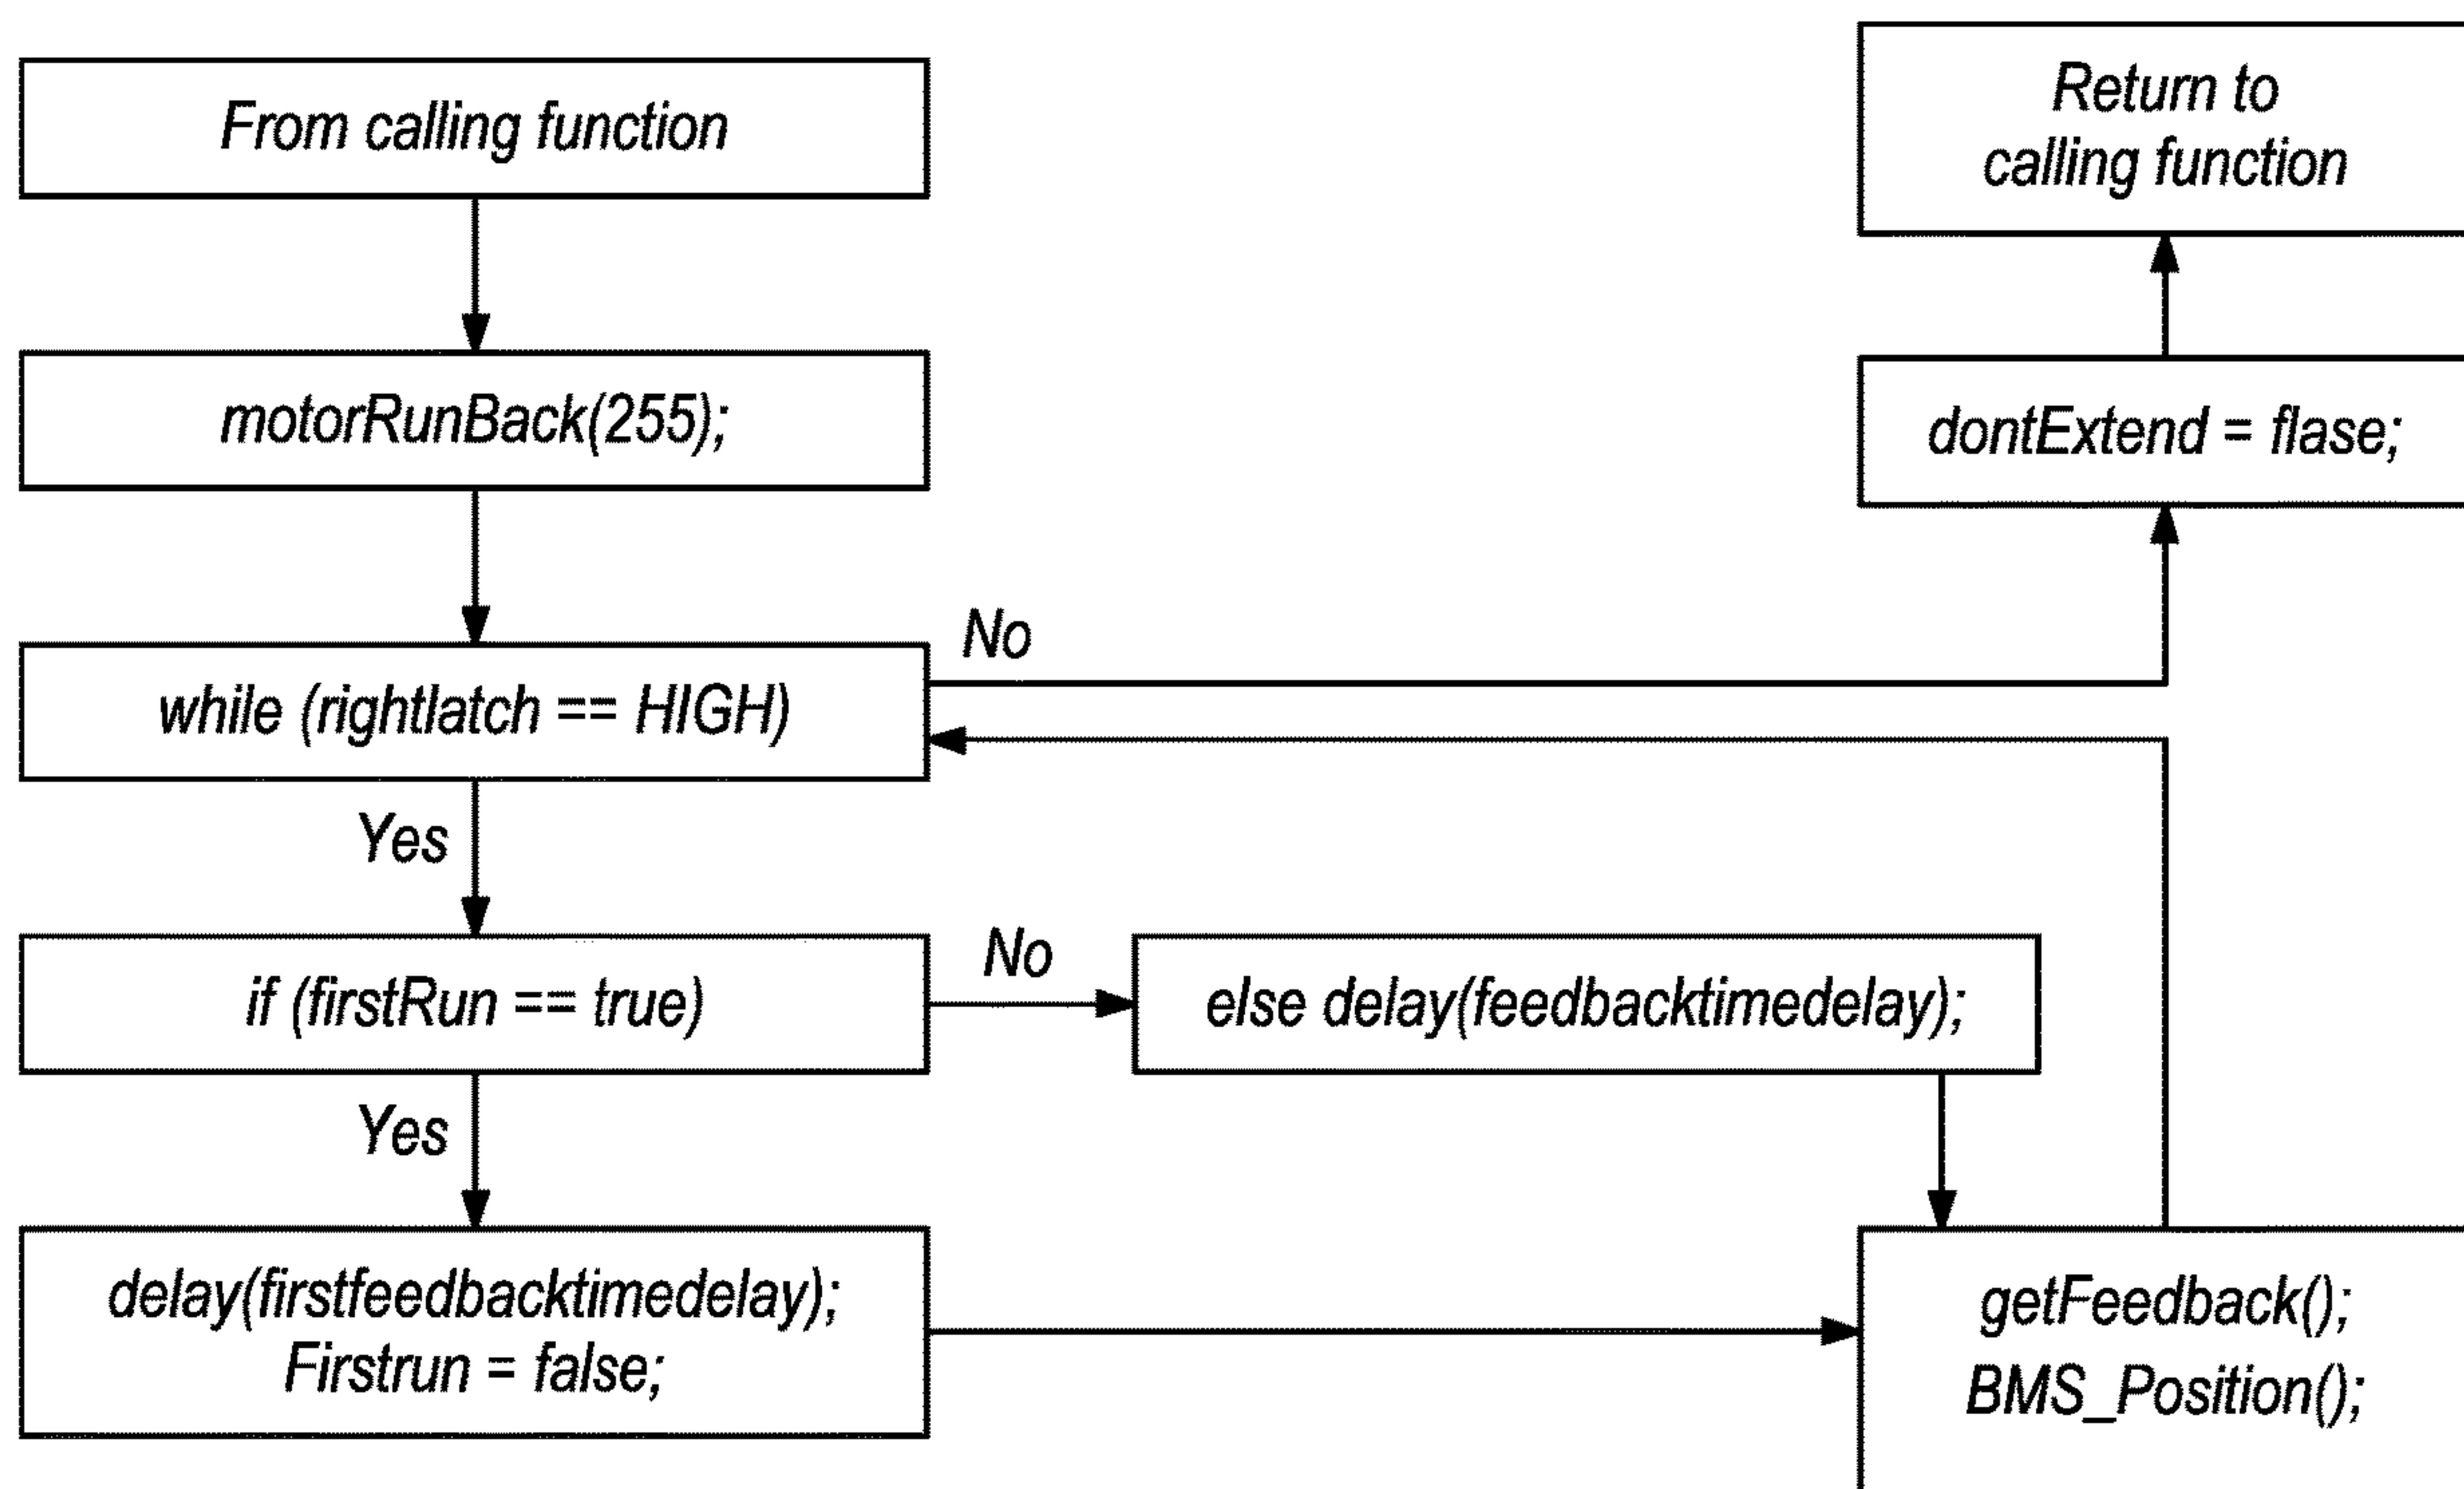 From calling function
Return to
calling function
motorRunBack(255);
dontExtend = flase;
No
while (rightlatch == HIGH)
Yes
if (firstRun == true)
No
else delay(feedbacktimedelay);
Yes
delay(firstfeedbacktimedelay);
Firstrun = false;
getFeedback();
BMS_Position();